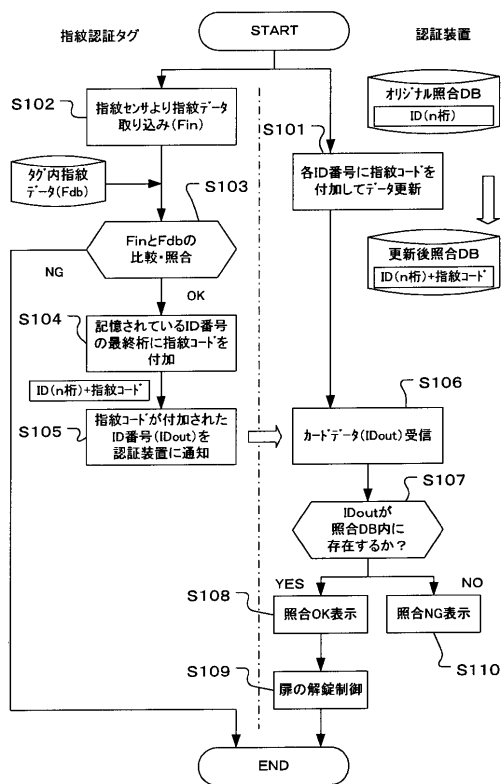 指紋認証タグ
START
認証装置
S102
指紋センサより指紋データ
取り込み(Fin)
オリジナル照合DB
ID(n桁)
S101
各ID番号に指紋コードを
付加してデータ更新
タグ内指紋
データ(Fdb)
S103
FinとFdbの
比較・照合
NG
OK
更新後照合DB
ID(n桁)+指紋コード
S104
記憶されているID番号
の最終桁に指紋コードを
付加
ID(n桁)+指紋コード
S105
指紋コードが付加された
ID番号(IDout)を
認証装置に通知
S106
カードデータ(IDout)受信
S107
IDoutが
照合DB内に
存在するか？
YES
NO
S108
照合OK表示
照合NG表示
S110
S109
扉の解錠制御
END